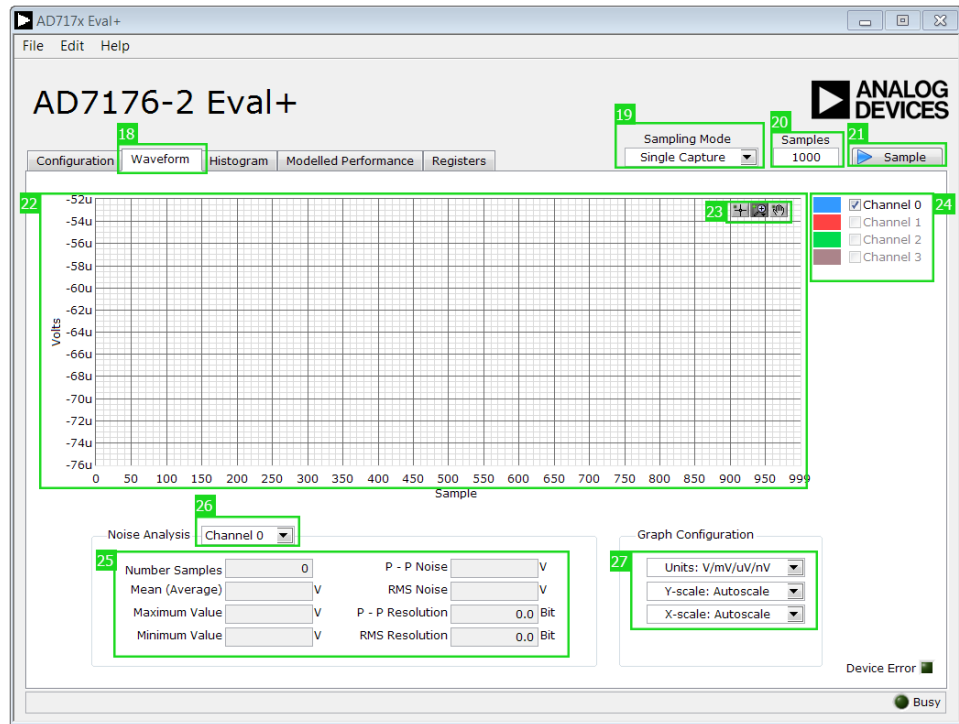 AD717x Eval+
File Edit Help
AD7176-2 Eval+
ANALOG
DEVICES
18
19
20
21
Sampling Mode
Samples
Configuration Waveform Histogram Modelled Performance Registers
Single Capture
1000
Sample
22
23
24
Channel 0
Channel 1
Channel 2
Channel 3
-52u
-54u
-56u
-58u
-60u
-62u
-64u
-66u
-68u
-70u
-72u
-74u
-76u
Volts
0 50 100 150 200 250 300 350 400 450 500 550 600 650 700 750 800 850 900 950 999
Sample
26
Noise Analysis Channel 0
25
Number Samples 0
Mean (Average) V
Maximum Value V
Minimum Value V
P - P Noise V
RMS Noise V
P - P Resolution 0.0 Bit
RMS Resolution 0.0 Bit
Graph Configuration
27
Units: V/mV/uV/nV
Y-scale: Autoscale
X-scale: Autoscale
Device Error
Busy